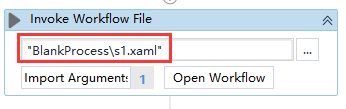 Invoke Workflow File
"BlankProcess\s1.xaml"
...
Import Arguments 1 Open Workflow